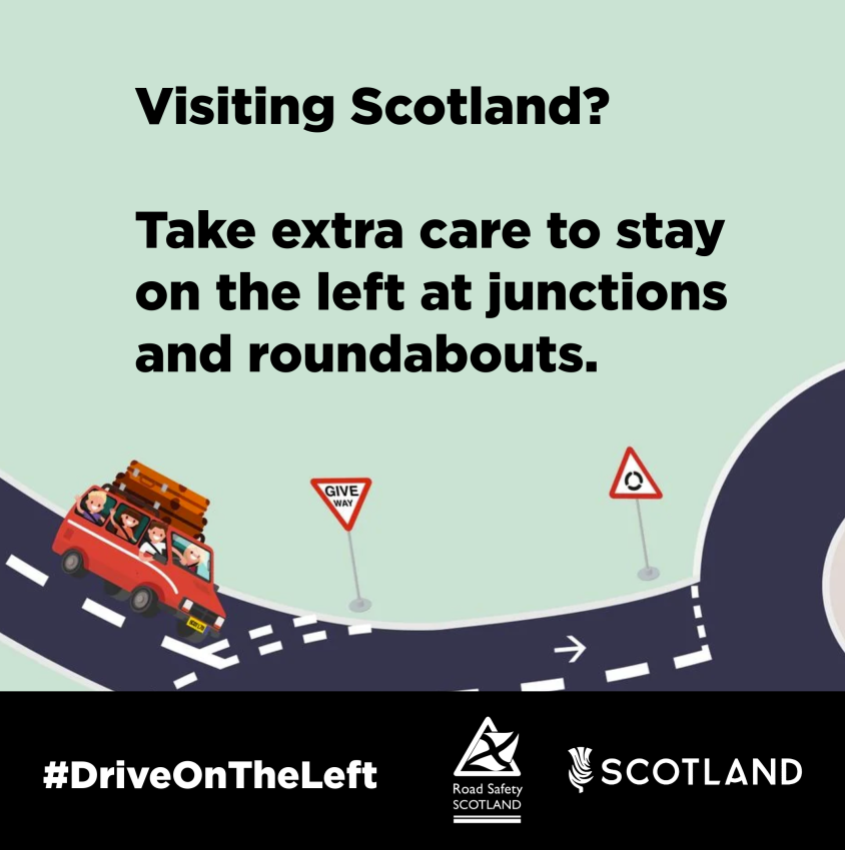 Visiting Scotland?
Take extra care to stay
on the left at junctions
and roundabouts.
GIVE
WAY
#DriveOnTheLeft
Road Safety
SCOTLAND
SCOTLAND